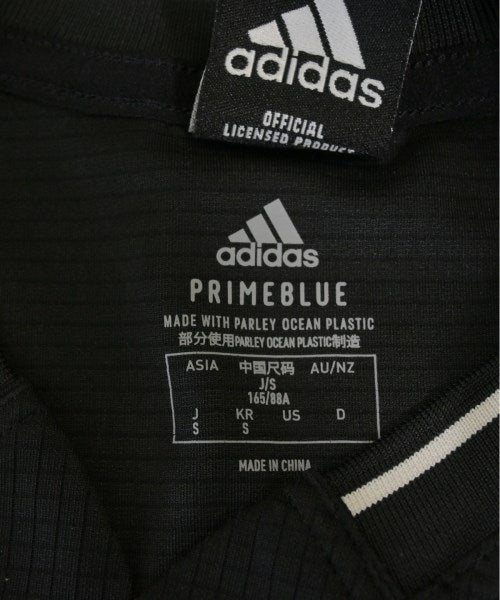 adidas
OFFICIAL
LICENSED PRODUCT
adidas
PRIMEBLUE
MADE WITH PARLEY OCEAN PLASTIC
部分使用PARLEY OCEAN PLASTIC制造
ASIA 中国尺码 AU/NZ
J/S
165/88A
J KR US D
S S
MADE IN CHINA